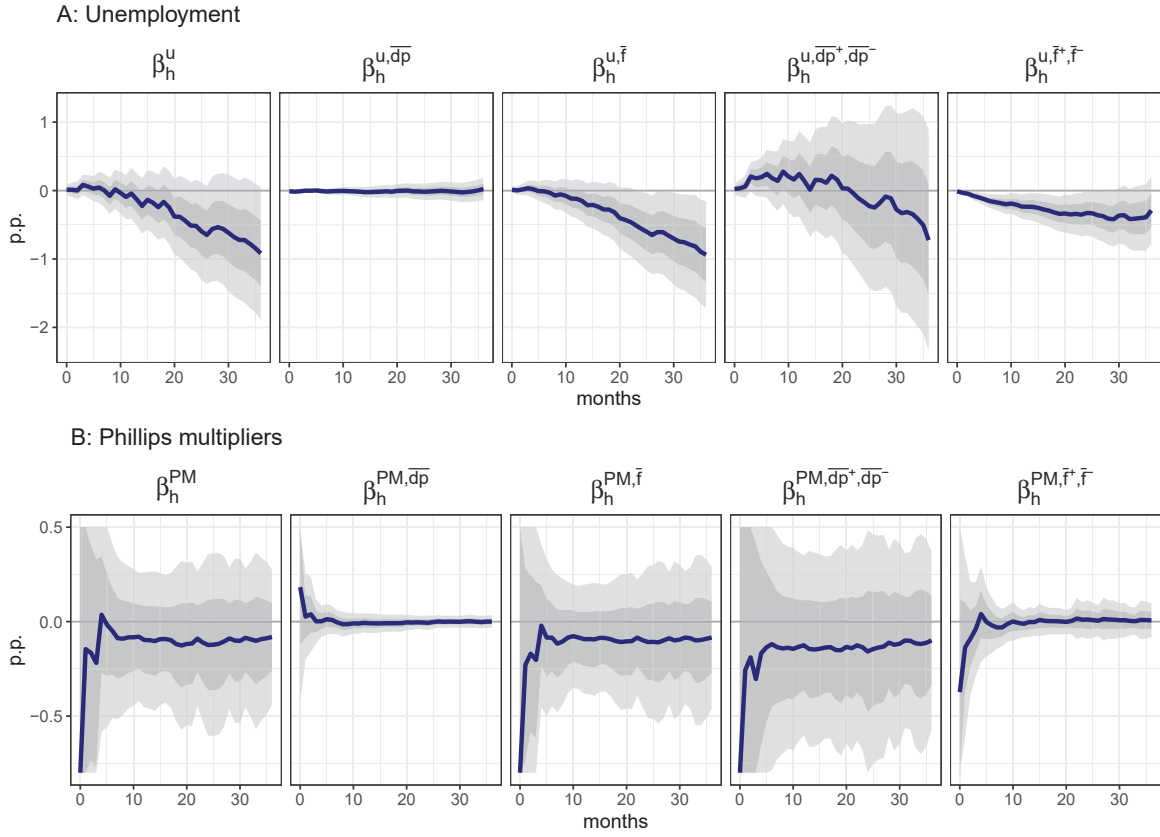 A: Unemployment
β_h^u β_h^{u,\overline{dp}} β_h^{u,\bar{f}} β_h^{u,\overline{dp}^+,\overline{dp}^-} β_h^{u,\bar{f}^+,\bar{f}^-}
1
0
−1
−2
p.p.
0 10 20 30 0 10 20 30 0 10 20 30 0 10 20 30 0 10 20 30
months
B: Phillips multipliers
β_h^{PM} β_h^{PM,\overline{dp}} β_h^{PM,\bar{f}} β_h^{PM,\overline{dp}^+,\overline{dp}^-} β_h^{PM,\bar{f}^+,\bar{f}^-}
0.5
0.0
−0.5
p.p.
0 10 20 30 0 10 20 30 0 10 20 30 0 10 20 30 0 10 20 30
months